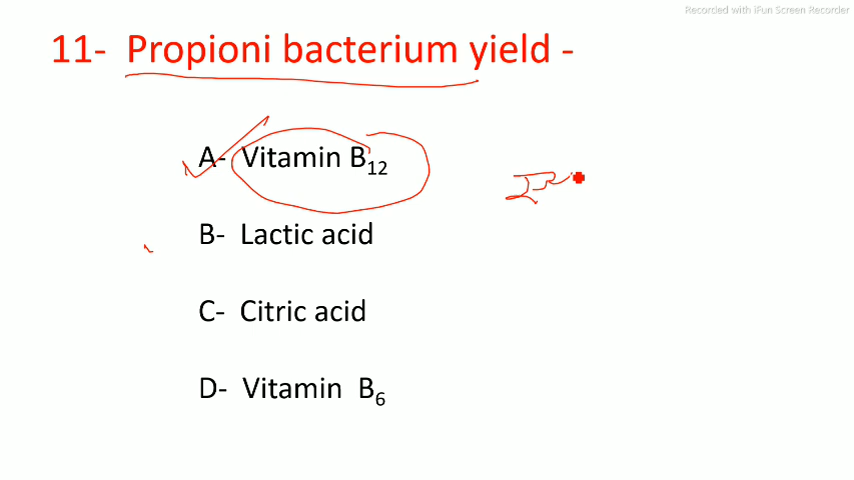 Recorded with iFun Screen Recorder
11- Propioni bacterium yield -
A- Vitamin B12
B- Lactic acid
C- Citric acid
D- Vitamin B6